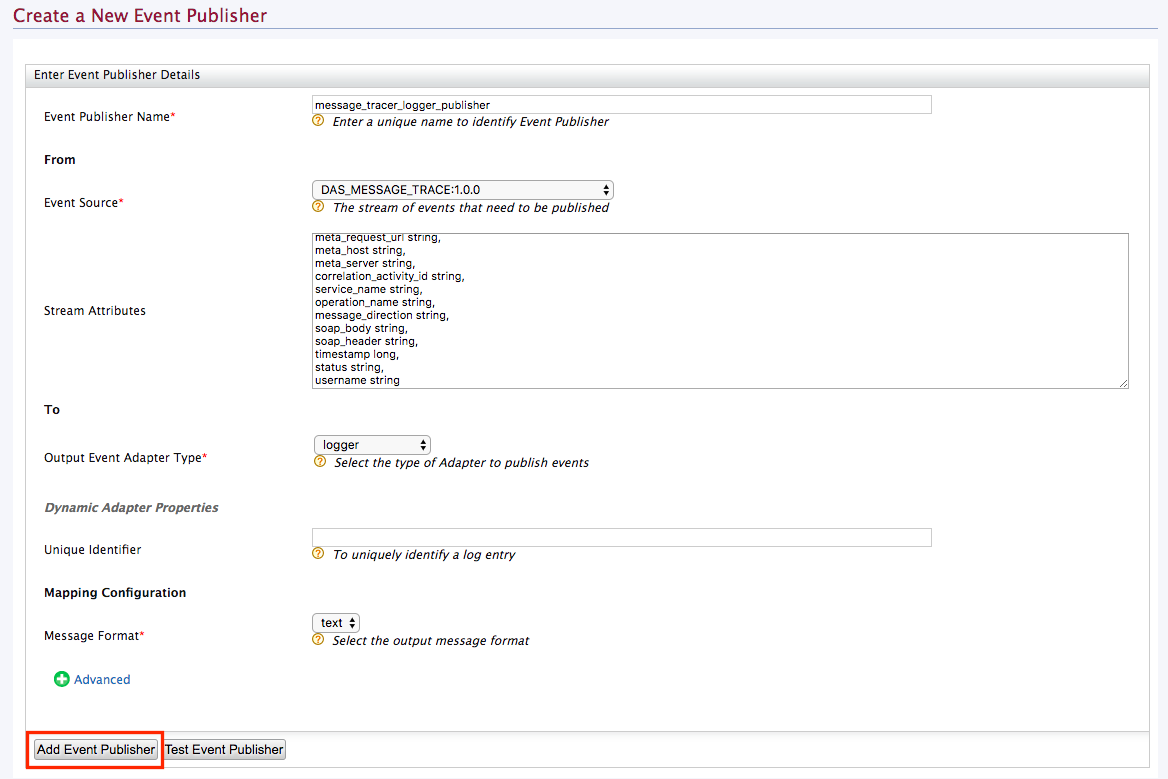 Create a New Event Publisher
Enter Event Publisher Details
Event Publisher Name*
message_tracer_logger_publisher
Enter a unique name to identify Event Publisher
From
Event Source*
DAS_MESSAGE_TRACE:1.0.0
The stream of events that need to be published
Stream Attributes
meta_request_url string,
meta_host string,
meta_server string,
correlation_activity_id string,
service_name string,
operation_name string,
message_direction string,
soap_body string,
soap_header string,
timestamp long,
status string,
username string
To
Output Event Adapter Type*
logger
Select the type of Adapter to publish events
Dynamic Adapter Properties
Unique Identifier
To uniquely identify a log entry
Mapping Configuration
Message Format*
text
Select the output message format
Advanced
Add Event Publisher Test Event Publisher